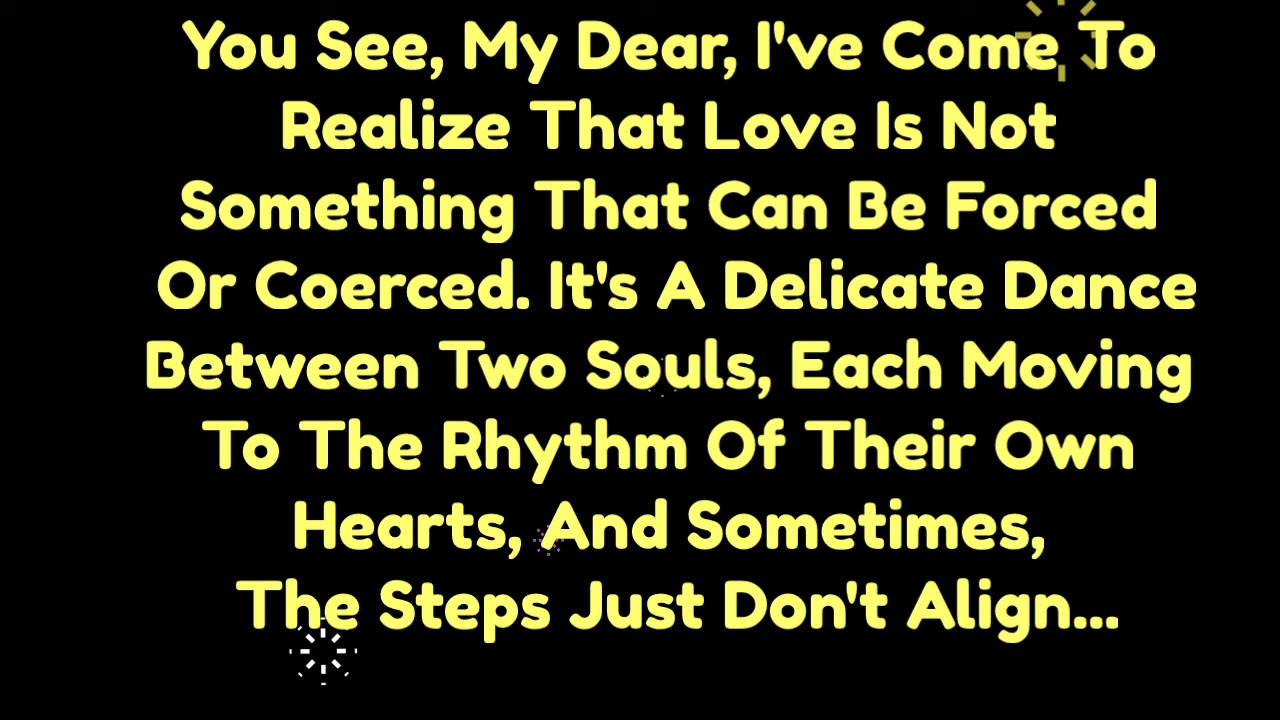 You See, My Dear, I've Come To
Realize That Love Is Not
Something That Can Be Forced
Or Coerced. It's A Delicate Dance
Between Two Souls, Each Moving
To The Rhythm Of Their Own
Hearts, And Sometimes,
The Steps Just Don't Align...